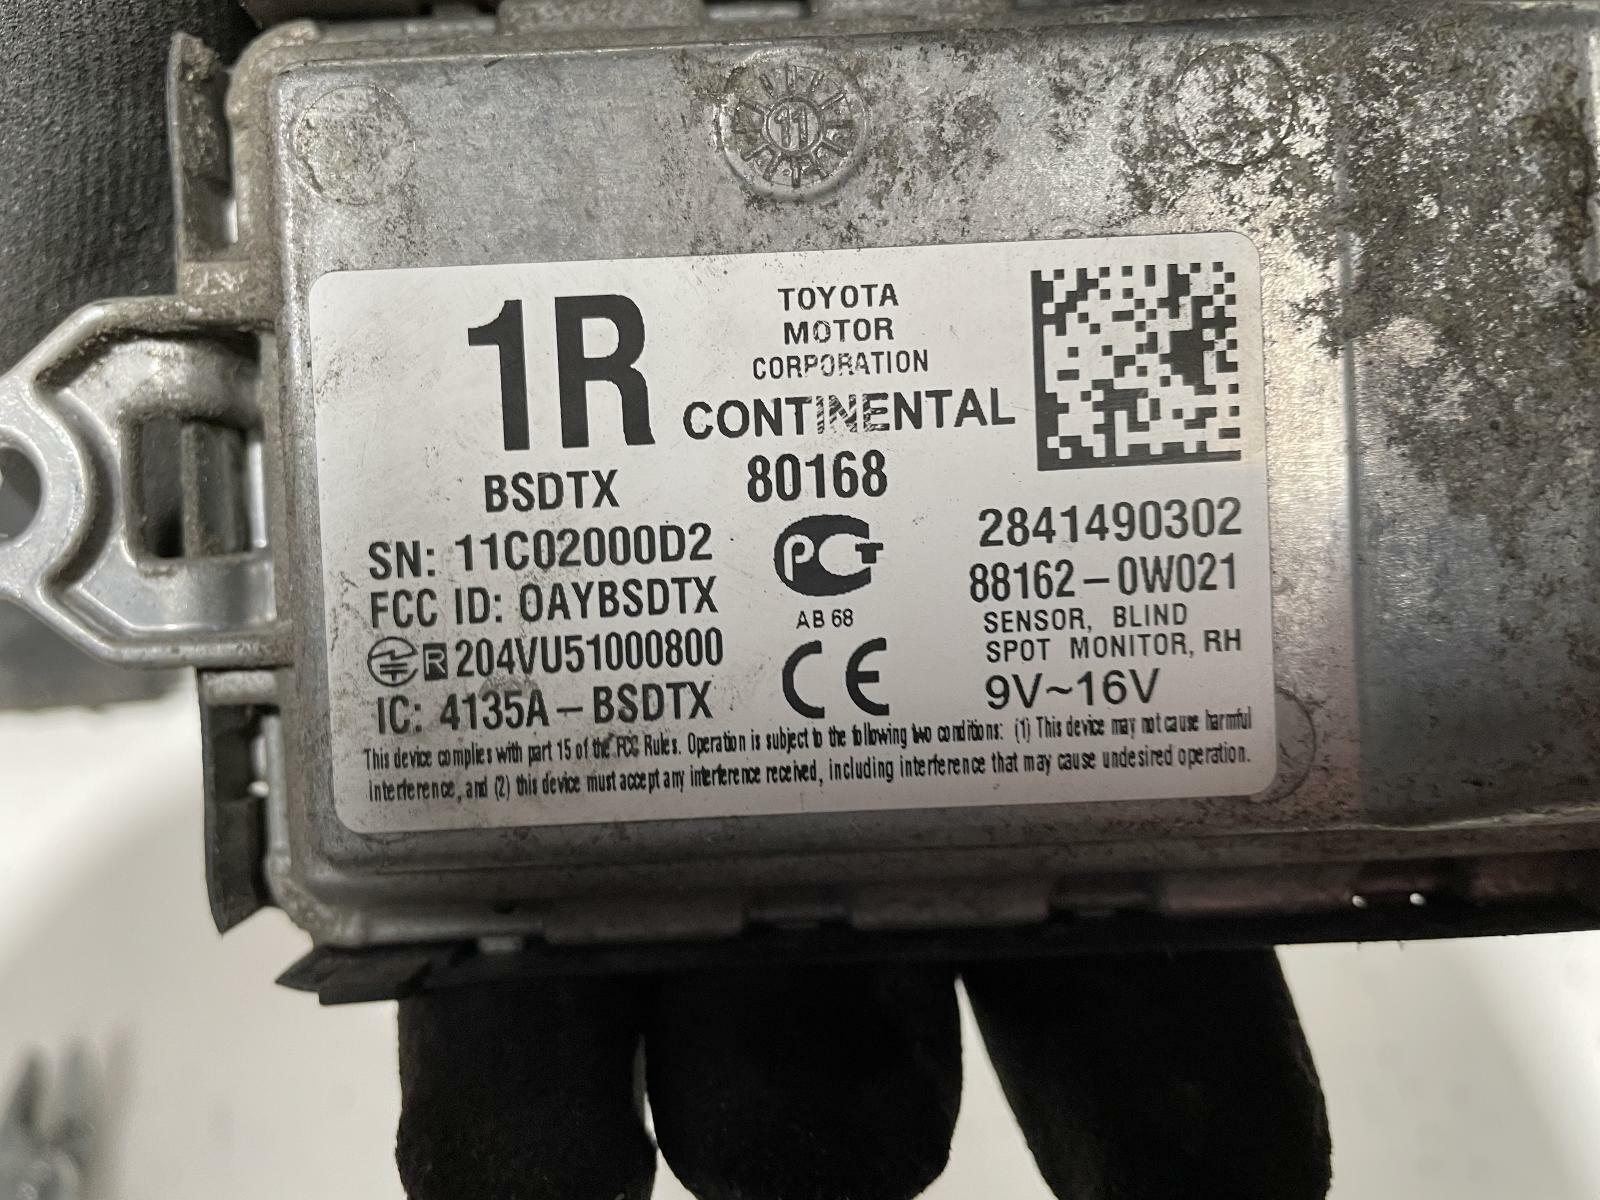 11
1R
TOYOTA
MOTOR
CORPORATION
CONTINENTAL
BSDTX
80168
SN: 11C02000D2
2841490302
FCC ID: OAYBSDTX
88162-0W021
AB 68
SENSOR, BLIND
SPOT MONITOR, RH
R 204VU51000800
IC: 4135A-BSDTX
CE
9V~16V
This device complies with part 15 of the FCC Rules. Operation is subject to the following two conditions: (1) This device may not cause harmful
interference, and (2) this device must accept any interference received, including interference that may cause undesired operation.